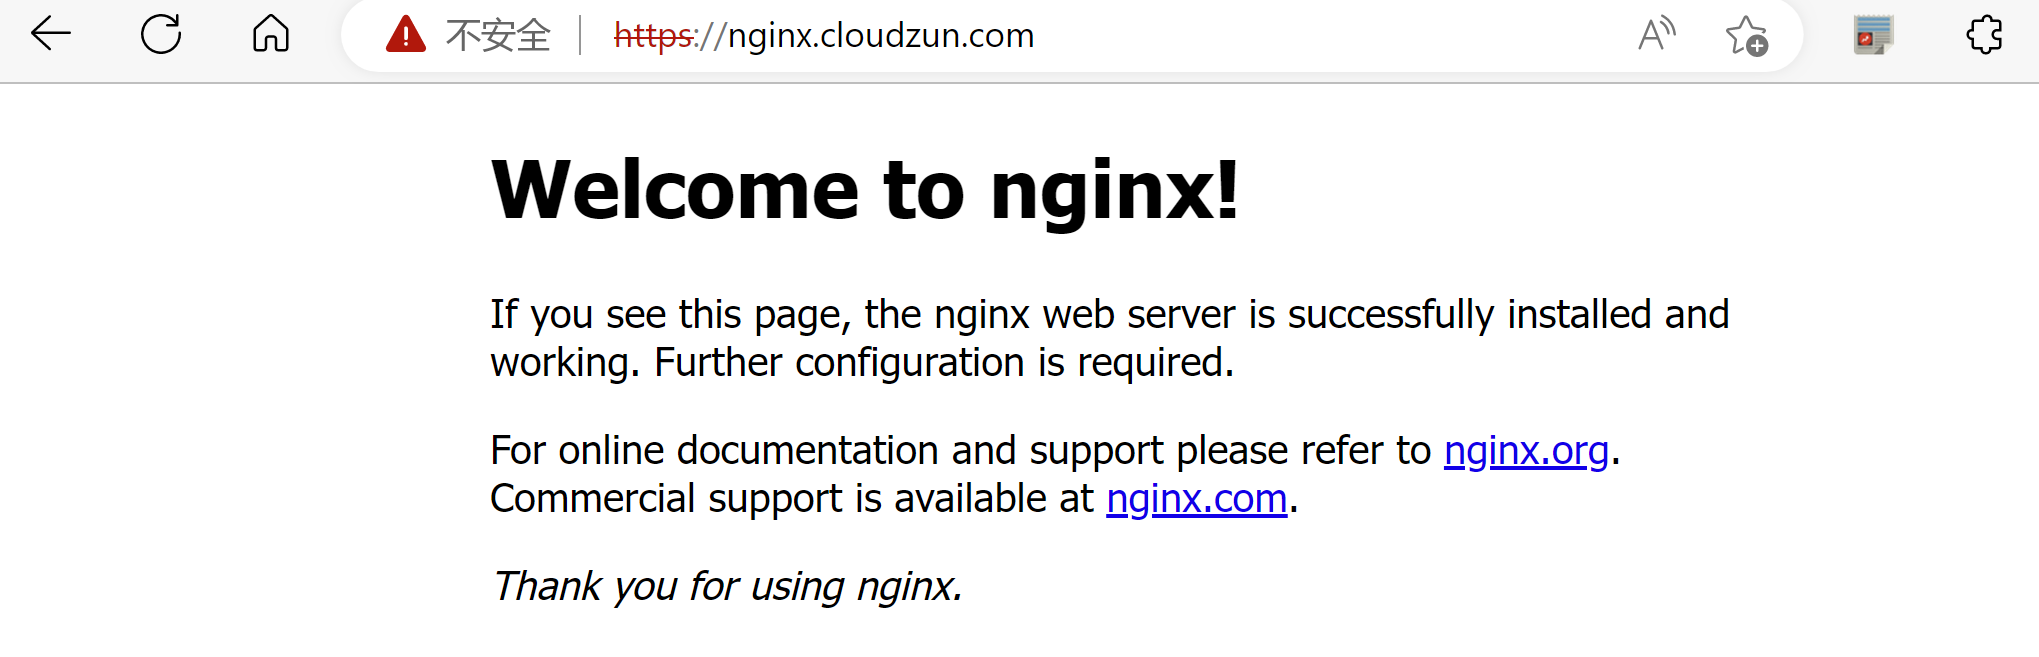 不安全 https://nginx.cloudzun.com
Welcome to nginx!
If you see this page, the nginx web server is successfully installed and
working. Further configuration is required.
For online documentation and support please refer to nginx.org.
Commercial support is available at nginx.com.
Thank you for using nginx.